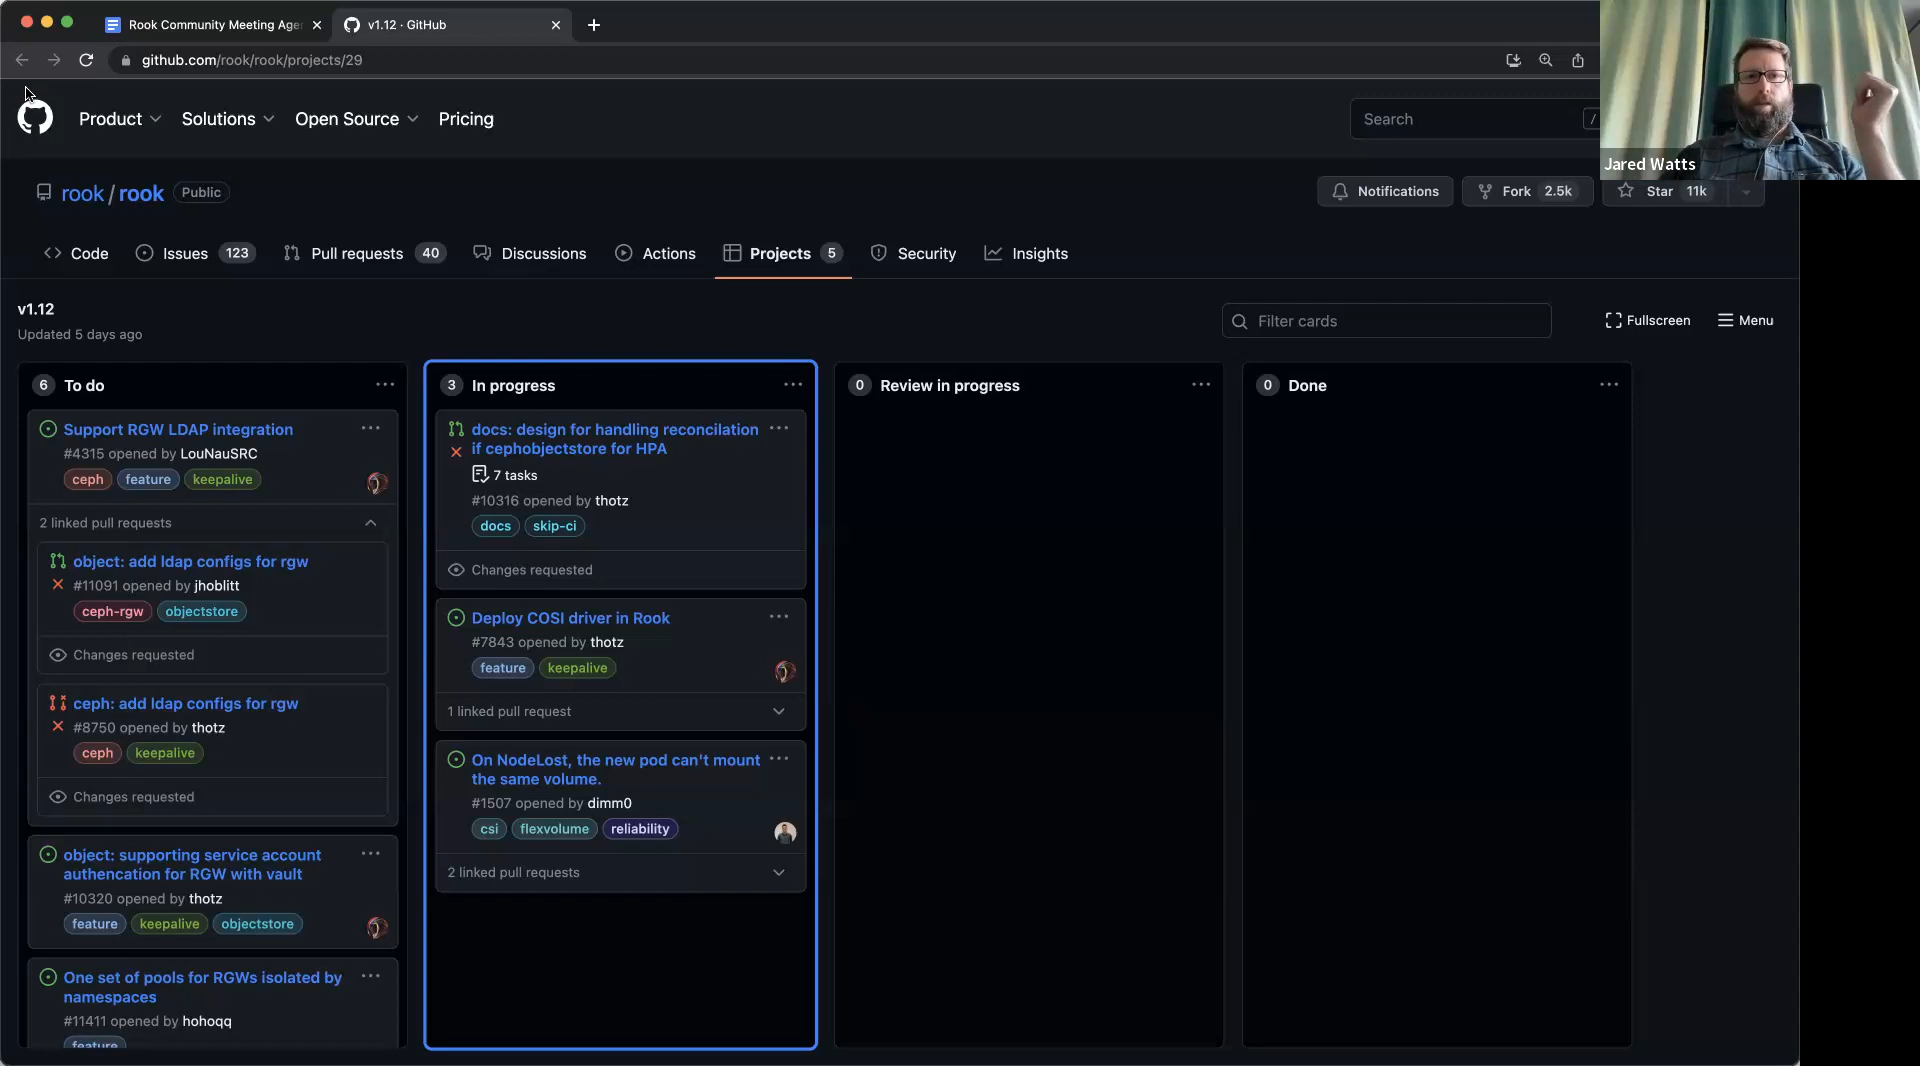 Rook Community Meeting Age
v1.12 · GitHub
github.com/rook/rook/projects/29
Product
Solutions
Open Source
Pricing
Search
/
Jared Watts
rook / rook
Public
Notifications
Fork 2.5k
Star 11k
Code
Issues 123
Pull requests 40
Discussions
Actions
Projects 5
Security
Insights
v1.12
Updated 5 days ago
Filter cards
Fullscreen
Menu
6 To do
Support RGW LDAP integration
#4315 opened by LouNauSRC
ceph feature keepalive
2 linked pull requests
object: add ldap configs for rgw
#11091 opened by jhoblitt
ceph-rgw objectstore
Changes requested
ceph: add ldap configs for rgw
#8750 opened by thotz
ceph keepalive
Changes requested
object: supporting service account
authencation for RGW with vault
#10320 opened by thotz
feature keepalive objectstore
One set of pools for RGWs isolated by
namespaces
#11411 opened by hohoqq
feature
3 In progress
docs: design for handling reconcilation
if cephobjectstore for HPA
7 tasks
#10316 opened by thotz
docs skip-ci
Changes requested
Deploy COSI driver in Rook
#7843 opened by thotz
feature keepalive
1 linked pull request
On NodeLost, the new pod can't mount
the same volume.
#1507 opened by dimm0
csi flexvolume reliability
2 linked pull requests
0 Review in progress
0 Done